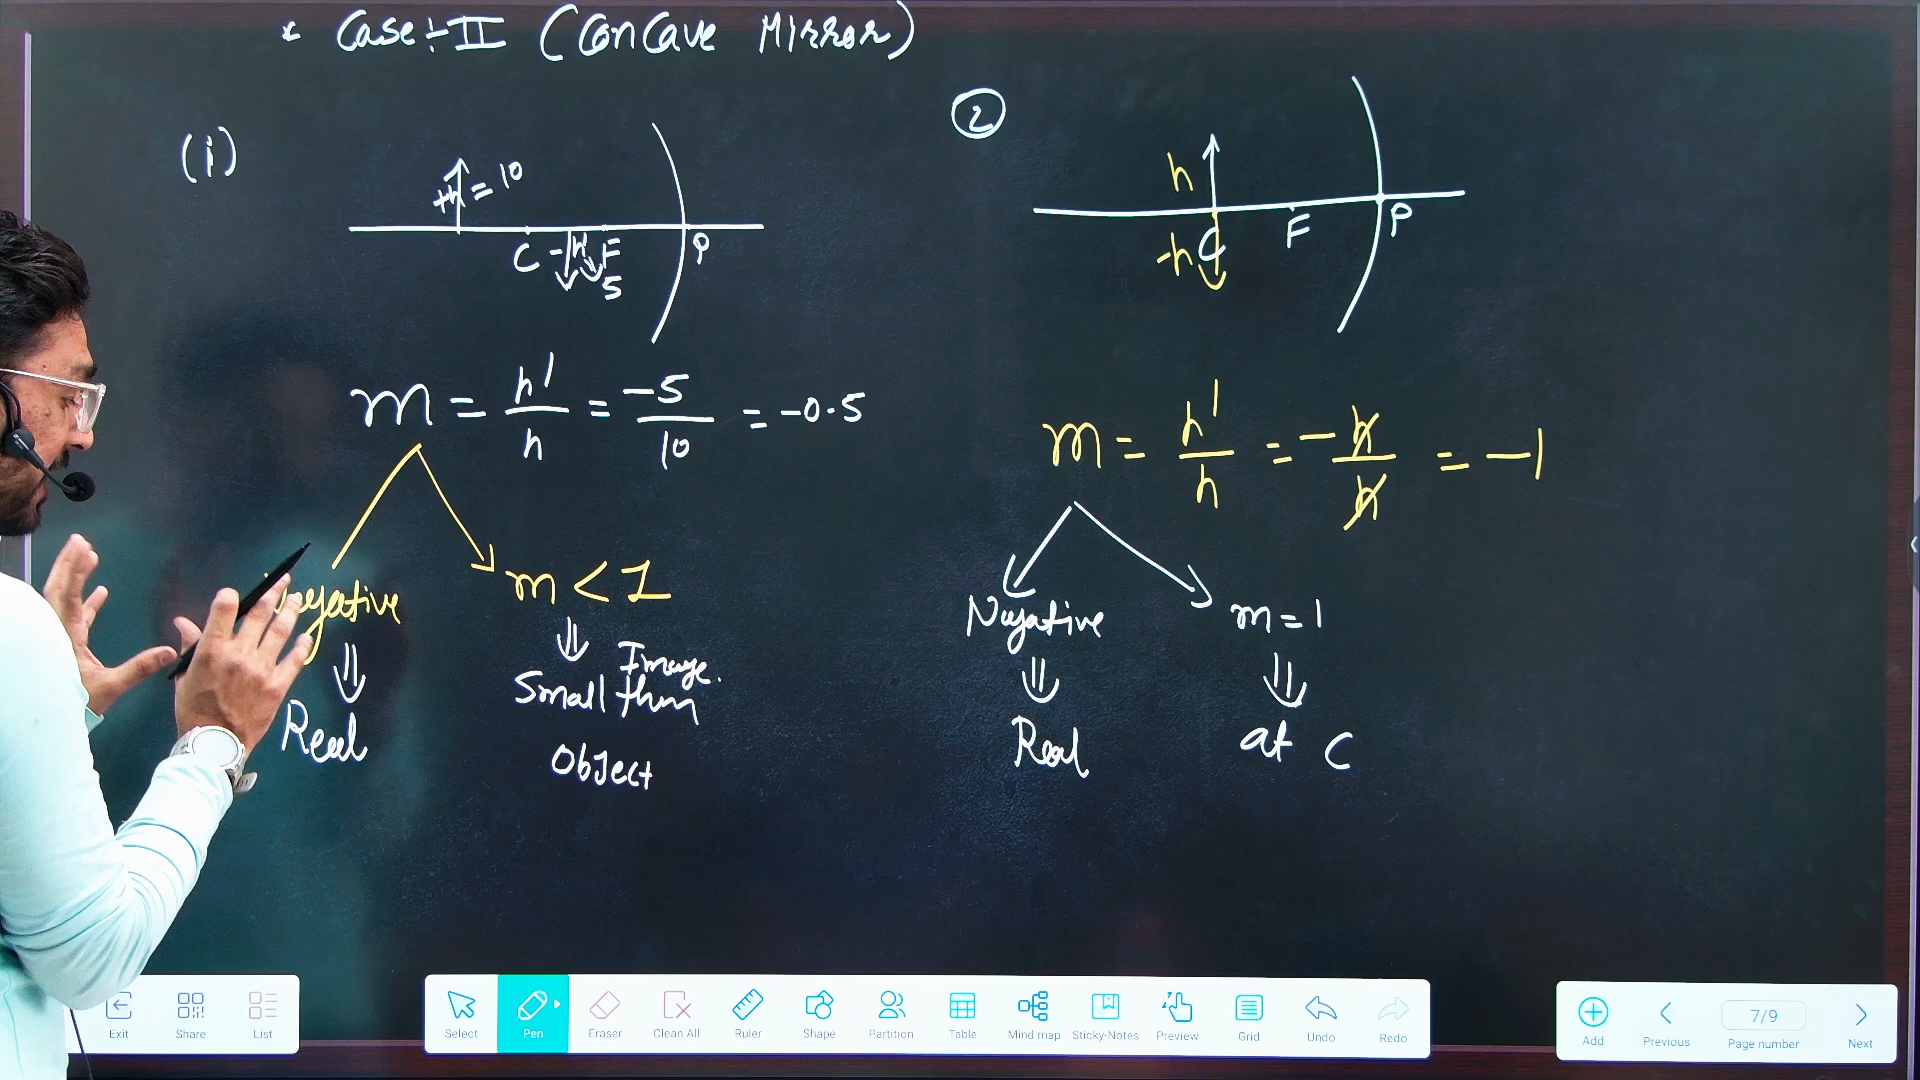 * Case:-II (Concave Mirror)
(i)
+h = 10
C -h' F P
5
m = h'/h = -5/10 = -0.5
Negative
Real
m < 1
Image.
Small than
Object
2
h
-h C F P
m = h'/h = -h/h = -1
Negative
Real
m = 1
at C
Exit Share List
Select Pen Eraser Clean All Ruler Shape Partition Table Mind map Sticky-Notes Preview Grid Undo Redo
Add Previous 7/9 Page number Next